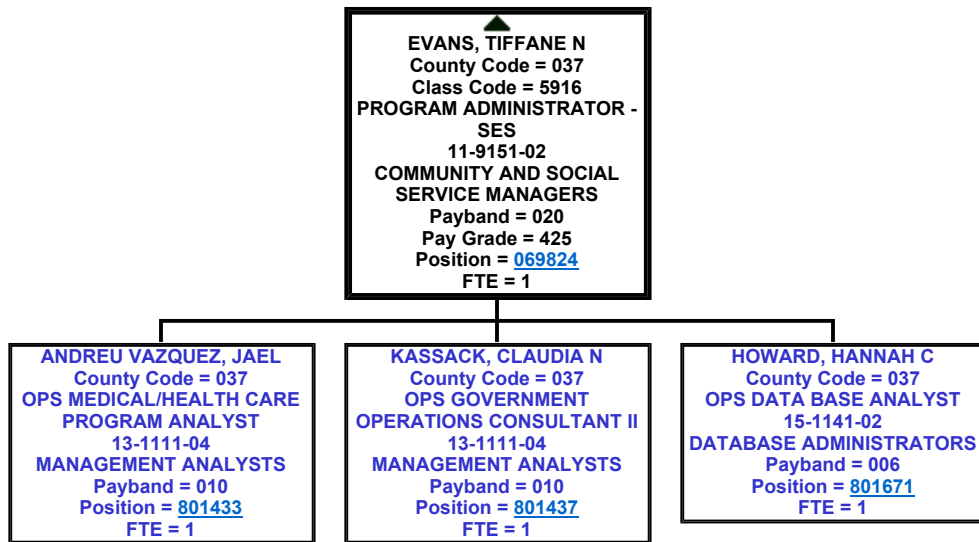 EVANS, TIFFANE N
County Code = 037
Class Code = 5916
PROGRAM ADMINISTRATOR -
SES
11-9151-02
COMMUNITY AND SOCIAL
SERVICE MANAGERS
Payband = 020
Pay Grade = 425
Position = 069824
FTE = 1
ANDREU VAZQUEZ, JAEL
County Code = 037
OPS MEDICAL/HEALTH CARE
PROGRAM ANALYST
13-1111-04
MANAGEMENT ANALYSTS
Payband = 010
Position = 801433
FTE = 1
KASSACK, CLAUDIA N
County Code = 037
OPS GOVERNMENT
OPERATIONS CONSULTANT II
13-1111-04
MANAGEMENT ANALYSTS
Payband = 010
Position = 801437
FTE = 1
HOWARD, HANNAH C
County Code = 037
OPS DATA BASE ANALYST
15-1141-02
DATABASE ADMINISTRATORS
Payband = 006
Position = 801671
FTE = 1